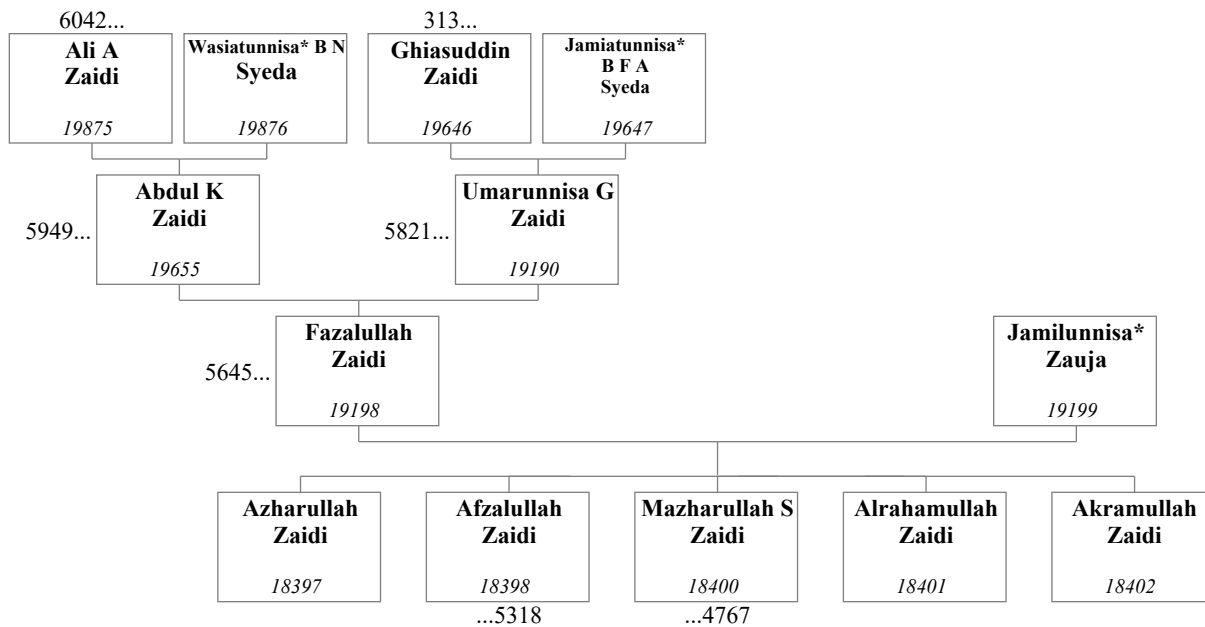 6042...
313...
Ali A
Zaidi
19875
Wasiatunnisa* B N
Syeda
19876
Ghiasuddin
Zaidi
19646
Jamiatunnisa*
B F A
Syeda
19647
5949...
Abdul K
Zaidi
19655
5821...
Umarunnisa G
Zaidi
19190
5645...
Fazalullah
Zaidi
19198
Jamilunnisa*
Zauja
19199
Azharullah
Zaidi
18397
Afzalullah
Zaidi
18398
...5318
Mazharullah S
Zaidi
18400
...4767
Alrahamullah
Zaidi
18401
Akramullah
Zaidi
18402